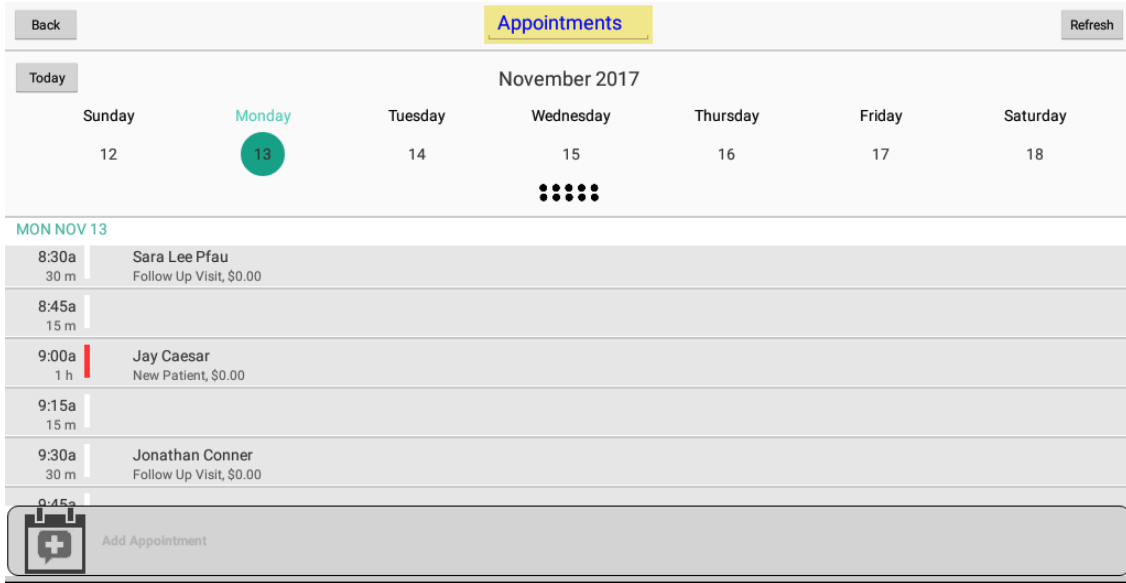 Back Appointments Refresh
Today November 2017
Sunday Monday Tuesday Wednesday Thursday Friday Saturday
12 13 14 15 16 17 18
MON NOV 13
8:30a Sara Lee Pfau
30 m Follow Up Visit, $0.00
8:45a
15 m
9:00a Jay Caesar
1 h New Patient, $0.00
9:15a
15 m
9:30a Jonathan Conner
30 m Follow Up Visit, $0.00
9:45a
Add Appointment